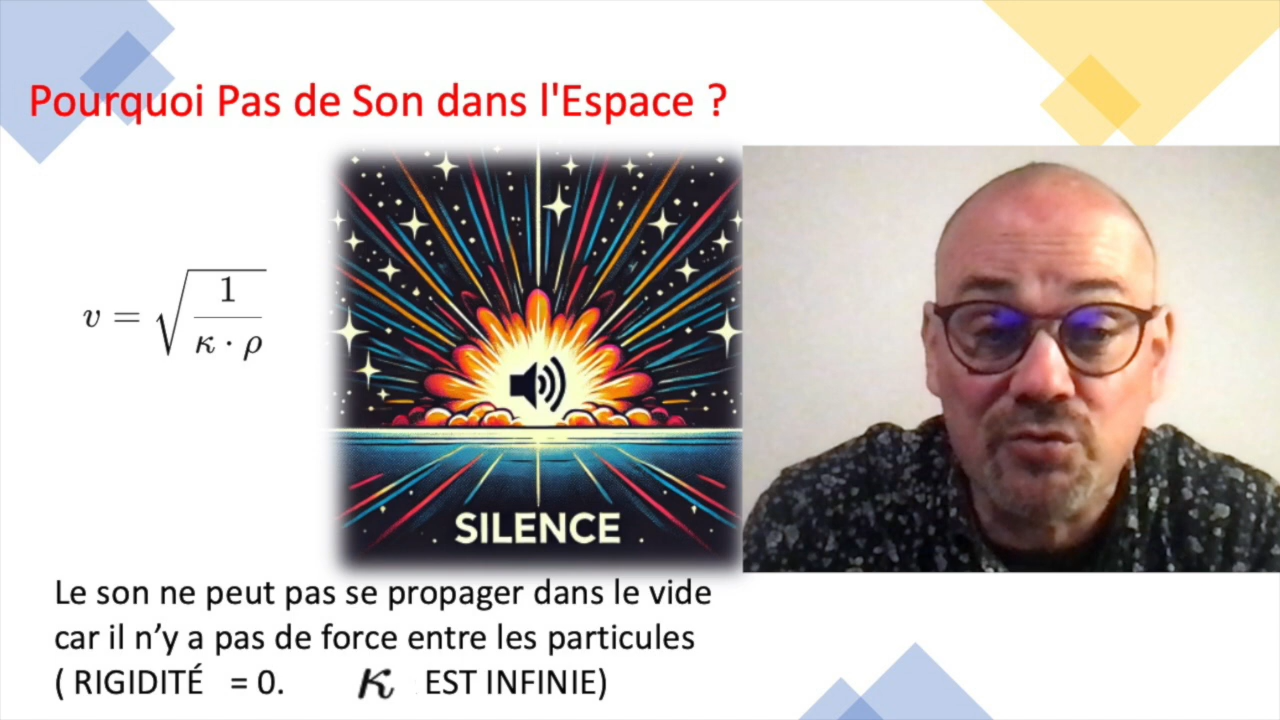 Pourquoi Pas de Son dans l'Espace ?
v = √(1 / (κ · ρ))
SILENCE
Le son ne peut pas se propager dans le vide
car il n’y a pas de force entre les particules
( RIGIDITÉ = 0. κ EST INFINIE)